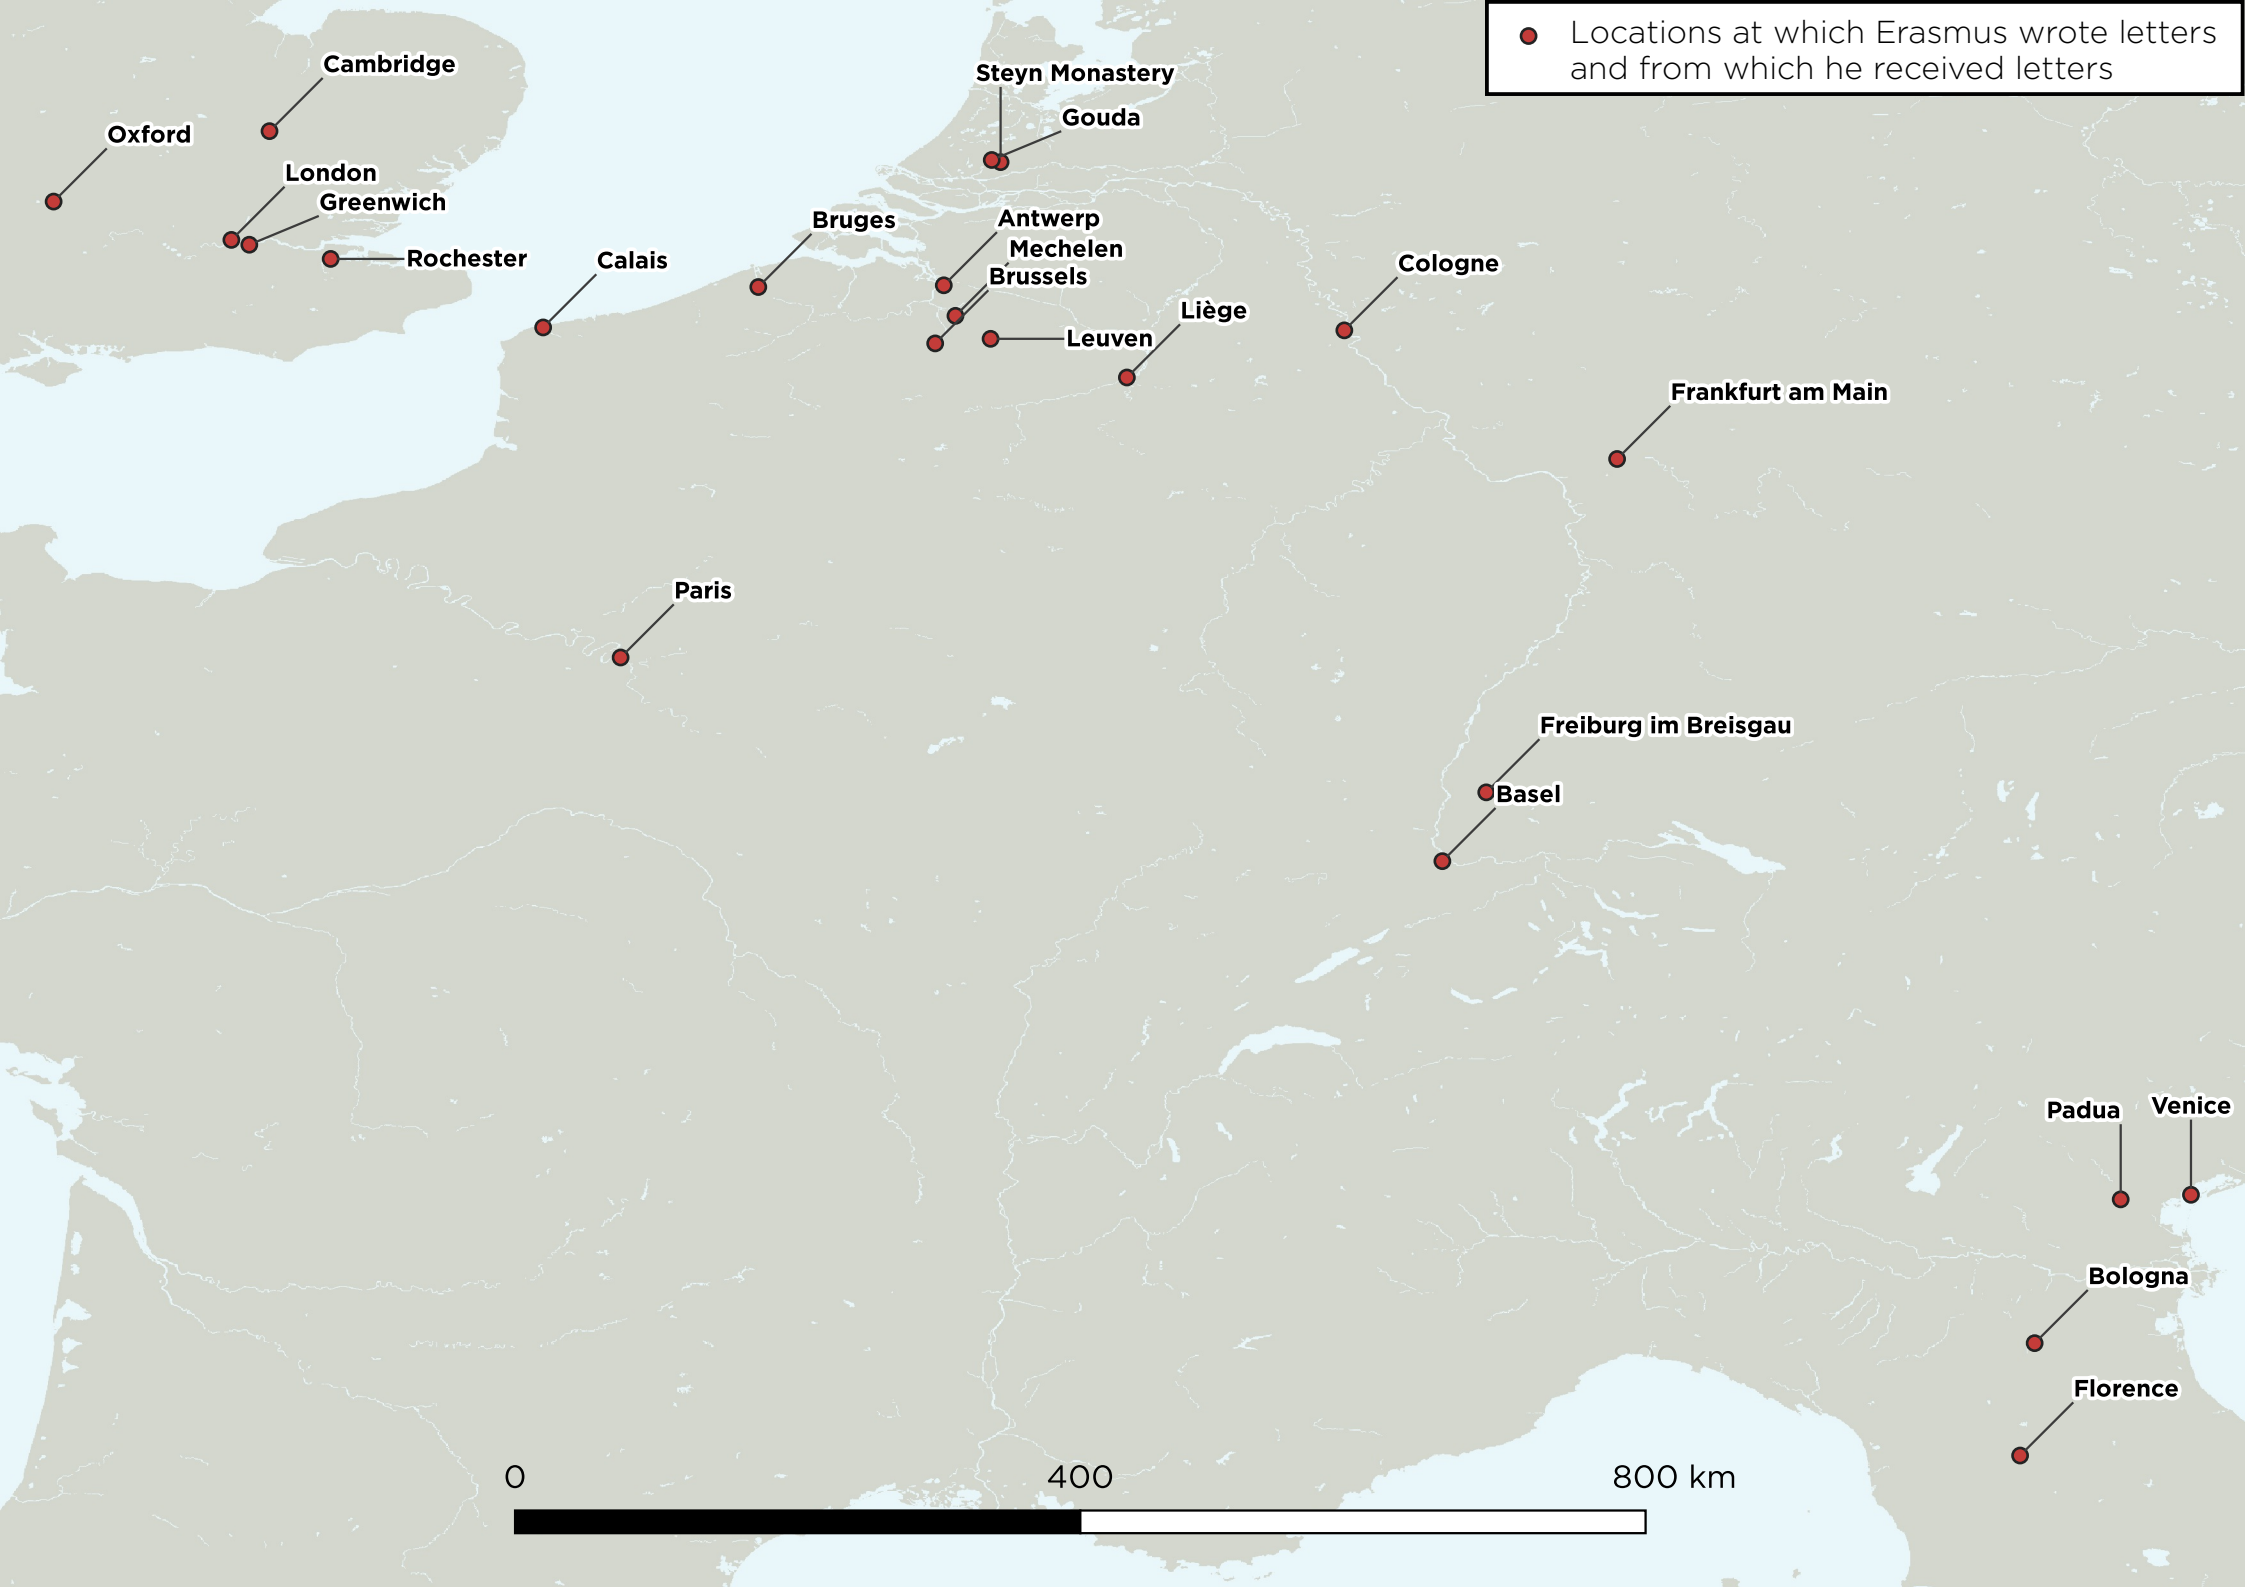 Locations at which Erasmus wrote letters
and from which he received letters
Cambridge
Steyn Monastery
Gouda
Oxford
London
Greenwich
Rochester
Bruges
Antwerp
Mechelen
Brussels
Calais
Cologne
Liège
Leuven
Frankfurt am Main
Paris
Freiburg im Breisgau
Basel
Padua
Venice
Bologna
Florence
0
400
800 km